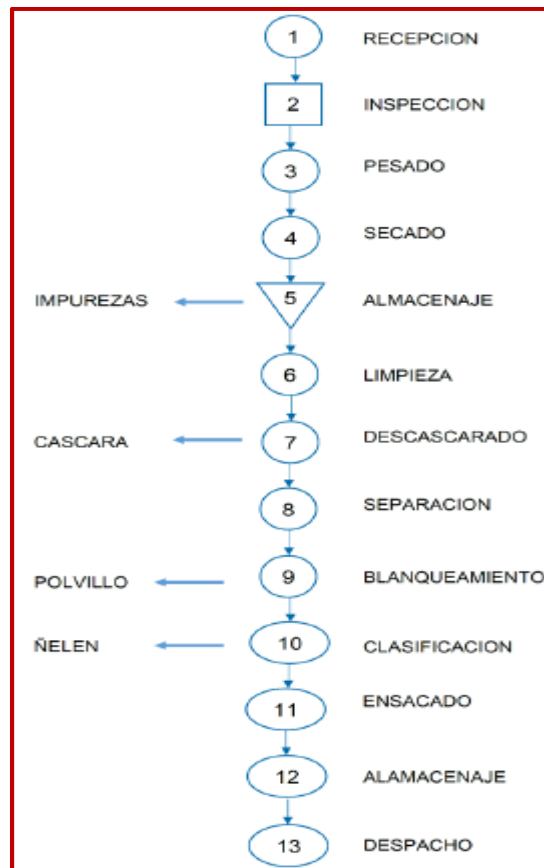 1 RECEPCION
2 INSPECCION
3 PESADO
4 SECADO
IMPUREZAS 5 ALMACENAJE
6 LIMPIEZA
CASCARA 7 DESCASCARADO
8 SEPARACION
POLVILLO 9 BLANQUEAMIENTO
ÑELEN 10 CLASIFICACION
11 ENSACADO
12 ALAMACENAJE
13 DESPACHO